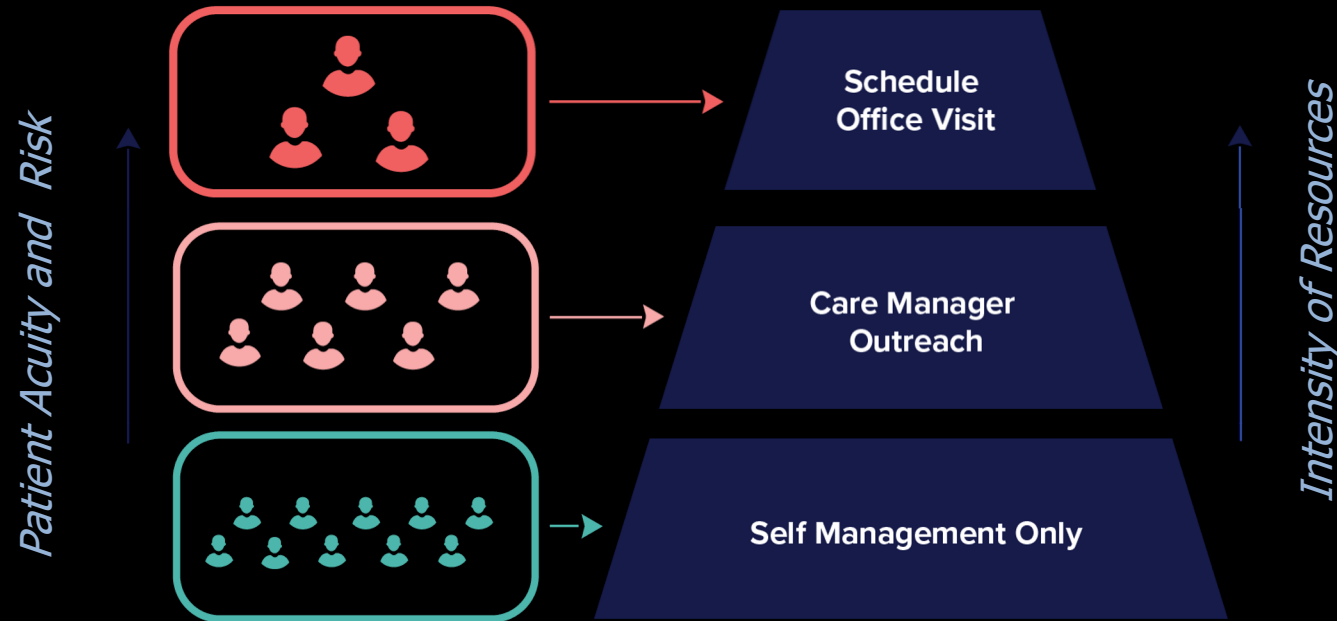 Patient Acuity and Risk
Schedule
Office Visit
Care Manager
Outreach
Self Management Only
Intensity of Resources